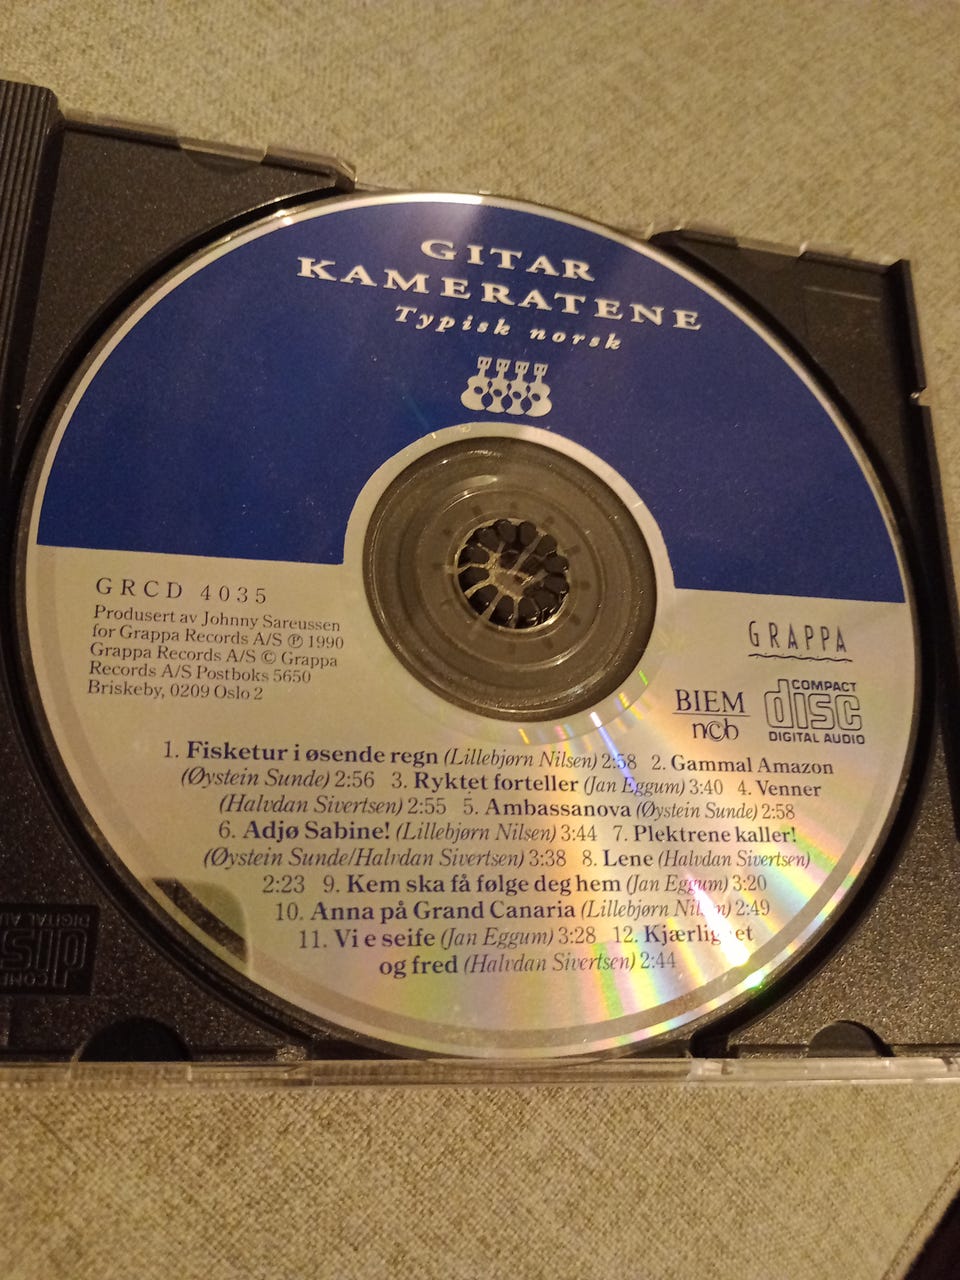 GITAR
KAMERATENE
Typisk norsk
GRCD 4035
Produsert av Johnny Sareussen
for Grappa Records A/S ℗ 1990
Grappa Records A/S © Grappa
Records A/S Postboks 5650
Briskeby, 0209 Oslo 2
GRAPPA
BIEM
ncb
COMPACT
disc
DIGITAL AUDIO
1. Fisketur i øsende regn (Lillebjørn Nilsen) 2:58 2. Gammal Amazon
(Øystein Sunde) 2:56 3. Ryktet forteller (Jan Eggum) 3:40 4. Venner
(Halvdan Sivertsen) 2:55 5. Ambassanova (Øystein Sunde) 2:58
6. Adjø Sabine! (Lillebjørn Nilsen) 3:44 7. Plektrene kaller!
(Øystein Sunde/Halvdan Sivertsen) 3:38 8. Lene (Halvdan Sivertsen)
2:23 9. Kem ska få følge deg hem (Jan Eggum) 3:20
10. Anna på Grand Canaria (Lillebjørn Nilsen) 2:49
11. Vi e seife (Jan Eggum) 3:28 12. Kjærlighet
og fred (Halvdan Sivertsen) 2:44